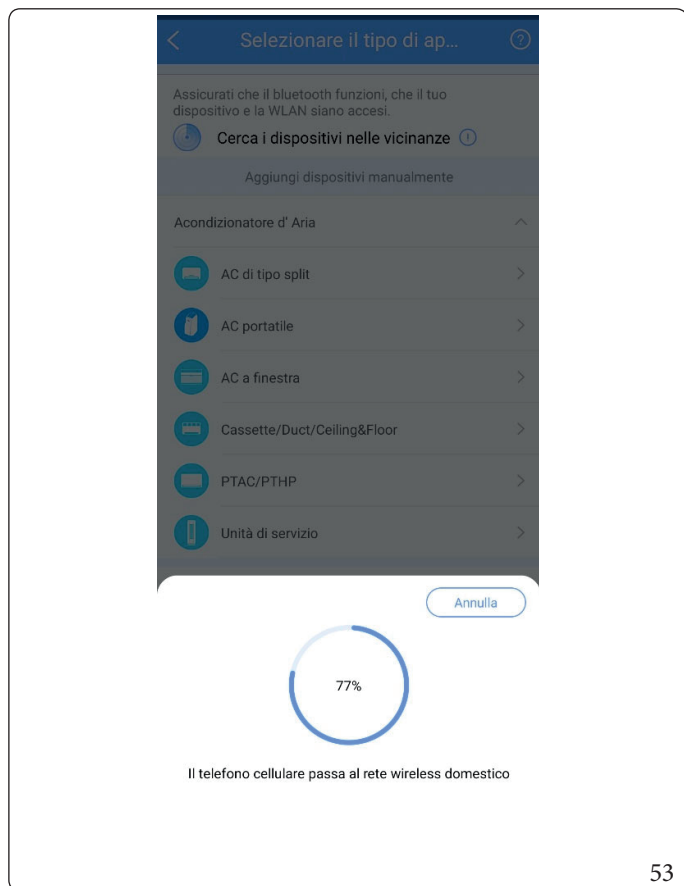 Selezionare il tipo di ap...
Assicurati che il bluetooth funzioni, che il tuo
dispositivo e la WLAN siano accesi.
Cerca i dispositivi nelle vicinanze
Aggiungi dispositivi manualmente
Acondizionatore d' Aria
AC di tipo split
AC portatile
AC a finestra
Cassette/Duct/Ceiling&Floor
PTAC/PTHP
Unità di servizio
Annulla
77%
Il telefono cellulare passa al rete wireless domestico
53